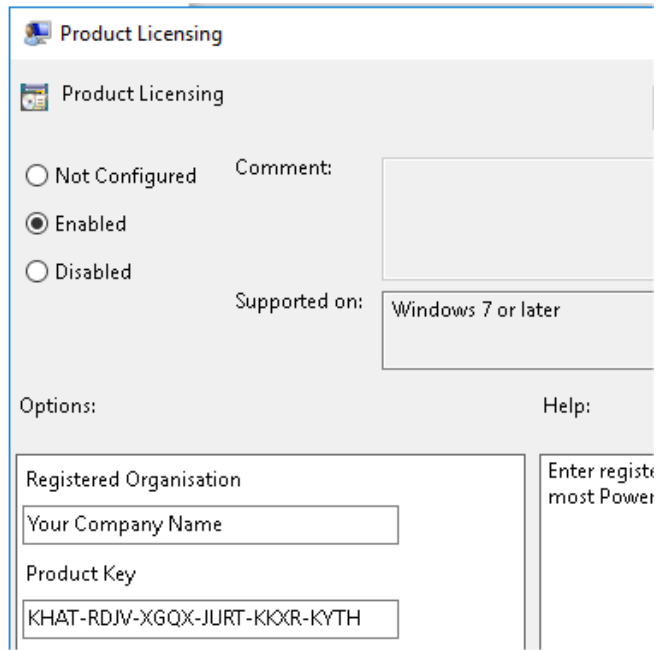 Product Licensing
Product Licensing
Not Configured
Comment:
Enabled
Disabled
Supported on:
Windows 7 or later
Options:
Help:
Registered Organisation
Your Company Name
Product Key
KHAT-RDJV-XGQX-JURT-KKXR-KYTH
Enter registe
most Power